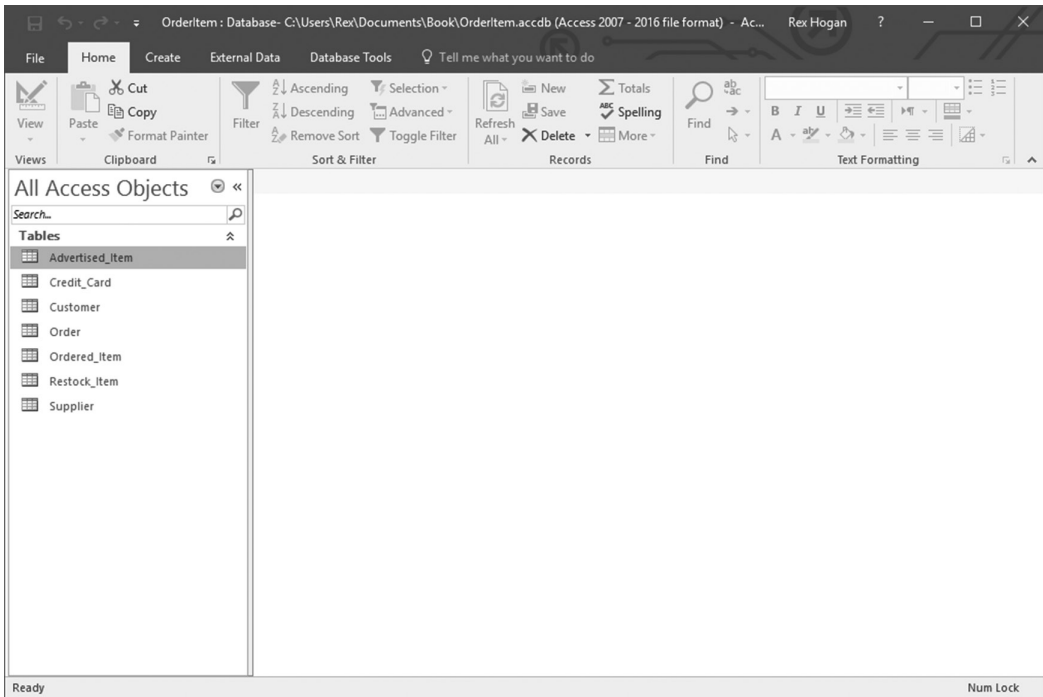 OrderItem : Database- C:\Users\Rex\Documents\Book\OrderItem.accdb (Access 2007 - 2016 file format) - Ac... Rex Hogan ?
File Home Create External Data Database Tools Tell me what you want to do
View
Views
Paste
Cut
Copy
Format Painter
Clipboard
Filter
Ascending
Descending
Remove Sort
Selection
Advanced
Toggle Filter
Sort & Filter
Refresh
All
New
Save
Delete
Totals
Spelling
More
Records
Find
Find
B I U
A
Text Formatting
All Access Objects
Search...
Tables
Advertised_Item
Credit_Card
Customer
Order
Ordered_Item
Restock_Item
Supplier
Ready Num Lock